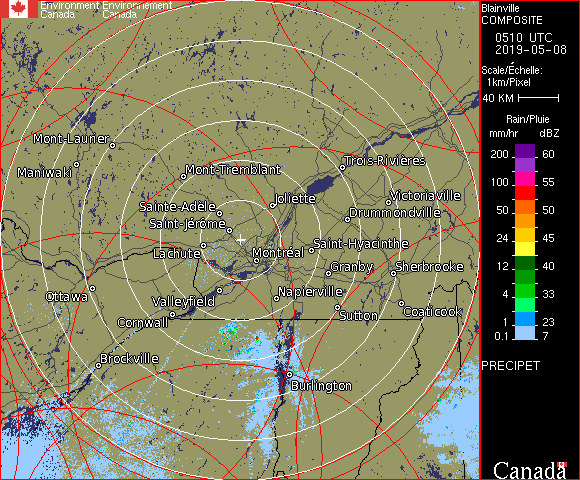 Environment Environnement
Canada Canada
Blainville
COMPOSITE
0510 UTC
2019-05-08
Scale/Échelle:
1km/Pixel
40 KM
Rain/Pluie
mm/hr dBZ
200 60
150 57
100 55
50 50
24 45
12 40
4 33
1 23
0.1 7
PRECIPET
Canada
Mont-Laurier
Maniwaki
Mont-Tremblant
Trois-Rivières
Sainte-Adèle
Joliette
Victoriaville
Drummondville
Saint-Jérôme
Lachute
Montréal
Saint-Hyacinthe
Granby
Sherbrooke
Ottawa
Valleyfield
Napierville
Cornwall
Sutton
Coaticook
Brockville
Burlington